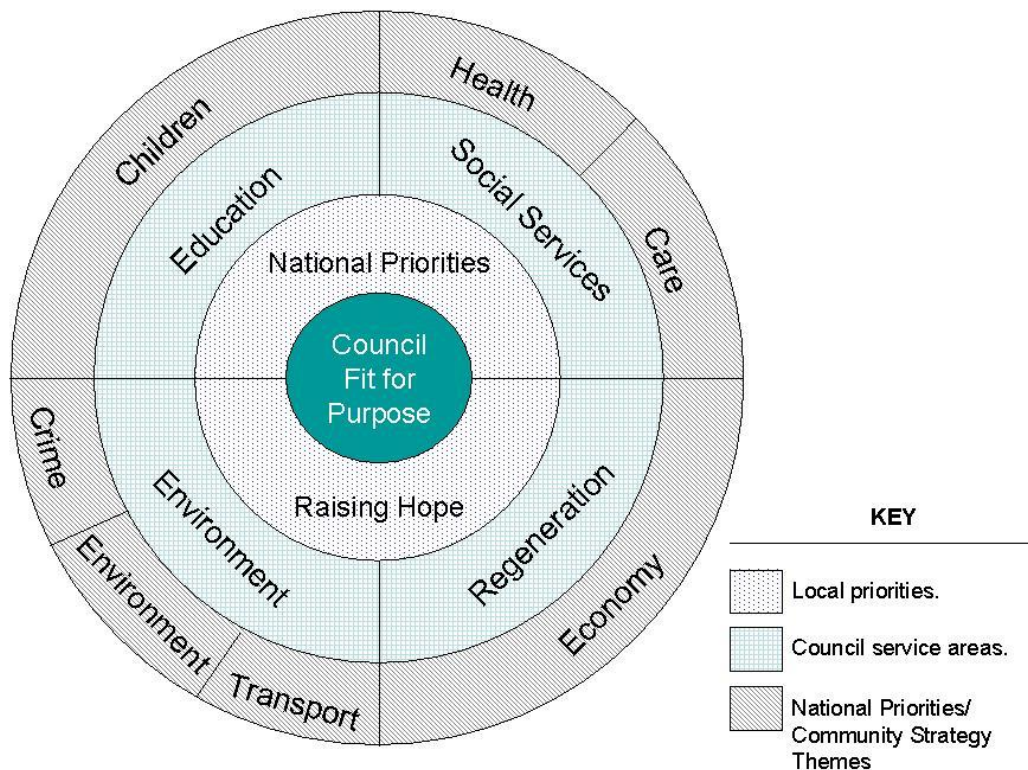 Children
Health
Care
Education
Social Services
National Priorities
Council
Fit for
Purpose
Raising Hope
Crime
Environment
Environment
Transport
Regeneration
Economy
KEY
Local priorities.
Council service areas.
National Priorities/
Community Strategy
Themes